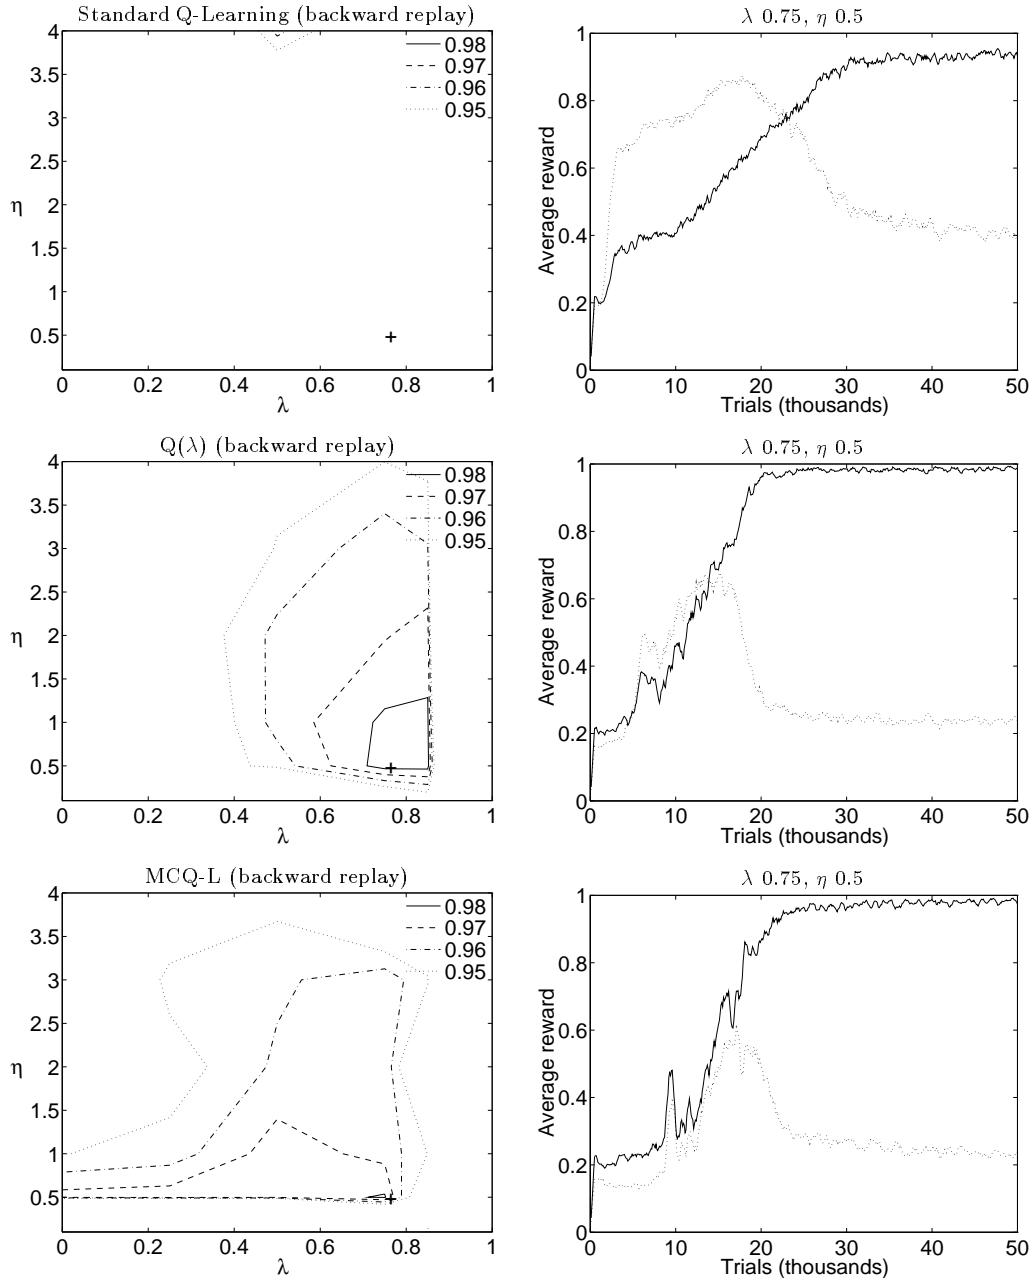 Standard Q-Learning (backward replay)
4
3.5
3
2.5
2
1.5
1
0.5
η
0.98
0.97
0.96
0.95
0 0.2 0.4 0.6 0.8 1
λ
λ 0.75, η 0.5
1
0.8
0.6
0.4
0.2
0
Average reward
0 10 20 30 40 50
Trials (thousands)
Q(λ) (backward replay)
4
3.5
3
2.5
2
1.5
1
0.5
η
0.98
0.97
0.96
0.95
0 0.2 0.4 0.6 0.8 1
λ
λ 0.75, η 0.5
1
0.8
0.6
0.4
0.2
0
Average reward
0 10 20 30 40 50
Trials (thousands)
MCQ-L (backward replay)
4
3.5
3
2.5
2
1.5
1
0.5
η
0.98
0.97
0.96
0.95
0 0.2 0.4 0.6 0.8 1
λ
λ 0.75, η 0.5
1
0.8
0.6
0.4
0.2
0
Average reward
0 10 20 30 40 50
Trials (thousands)